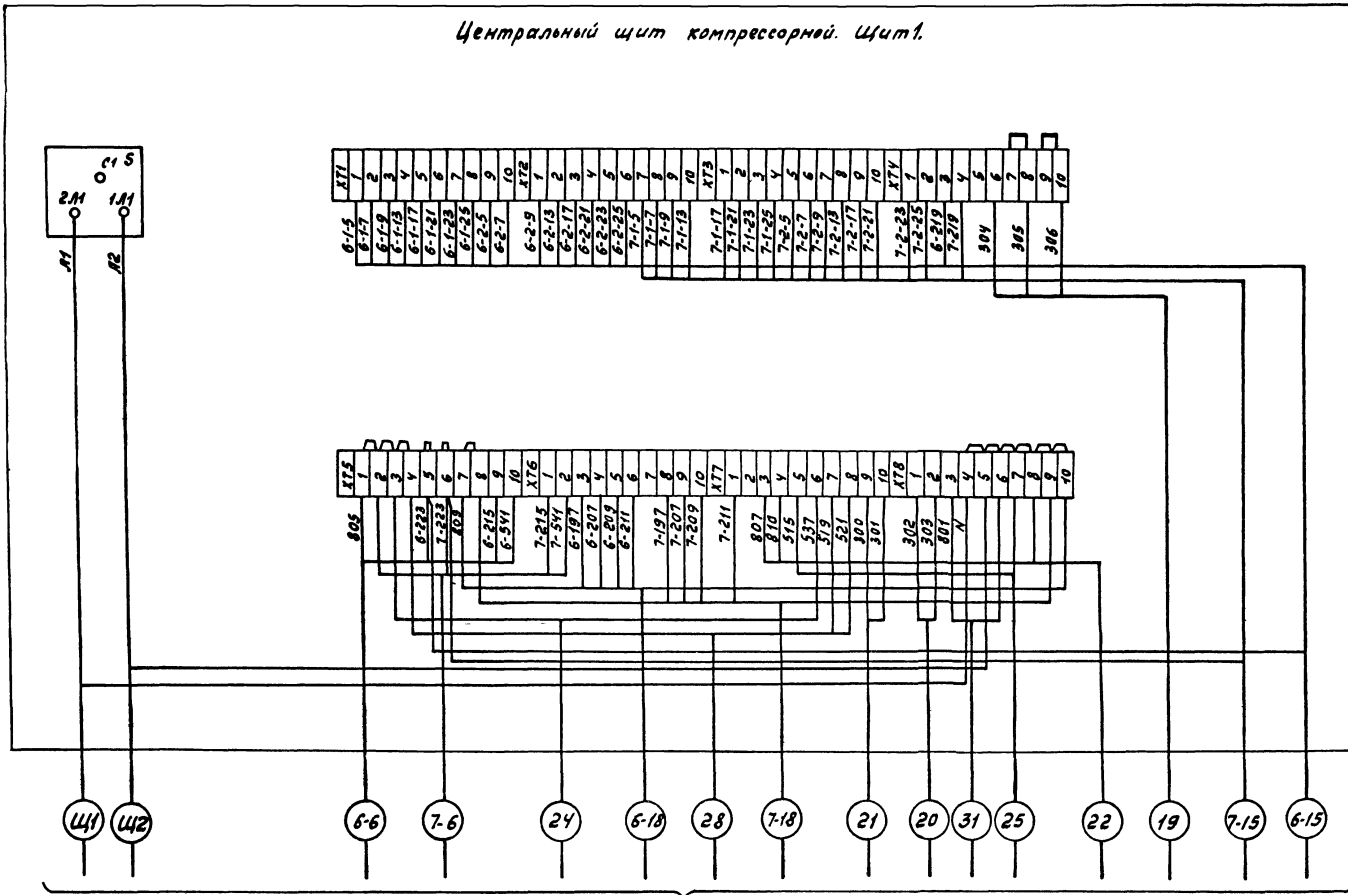 Центральный щит компрессорной. Щит 1.
С1 S
2Л1 1Л1
Л1 Л2
XT1 1 2 3 4 5 6 7 8 9 10 XT2 1 2 3 4 5 6 7 8 9 10 XT3 1 2 3 4 5 6 7 8 9 10 XT4 1 2 3 4 5 6 7 8 9 10
6-1-5 6-1-7 6-1-9 6-1-13 6-1-17 6-1-21 6-1-23 6-1-25 6-2-5 6-2-7 6-2-9 6-2-13 6-2-17 6-2-21 6-2-23 6-2-25 7-1-5 7-1-7 7-1-9 7-1-13 7-1-17 7-1-21 7-1-23 7-1-25 7-2-5 7-2-7 7-2-9 7-2-13 7-2-17 7-2-21 7-2-23 7-2-25 6-219 7-219 304 305 306
XT5 1 2 3 4 5 6 7 8 9 10 XT6 1 2 3 4 5 6 7 8 9 10 XT7 1 2 3 4 5 6 7 8 9 10 XT8 1 2 3 4 5 6 7 8 9 10
805 6-223 7-223 809 6-215 6-541 7-215 7-541 6-197 6-207 6-209 6-211 7-197 7-207 7-209 7-211 807 810 515 537 519 521 300 301 302 303 801 N
Щ1 Щ2 6-6 7-6 24 6-18 28 7-18 21 20 31 25 22 19 7-15 6-15